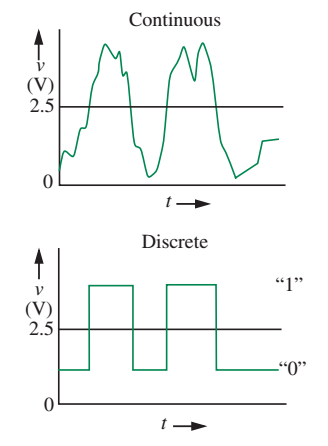 Continuous
v
(V)
2.5
0
t
Discrete
v
(V)
2.5
0
"1"
"0"
t